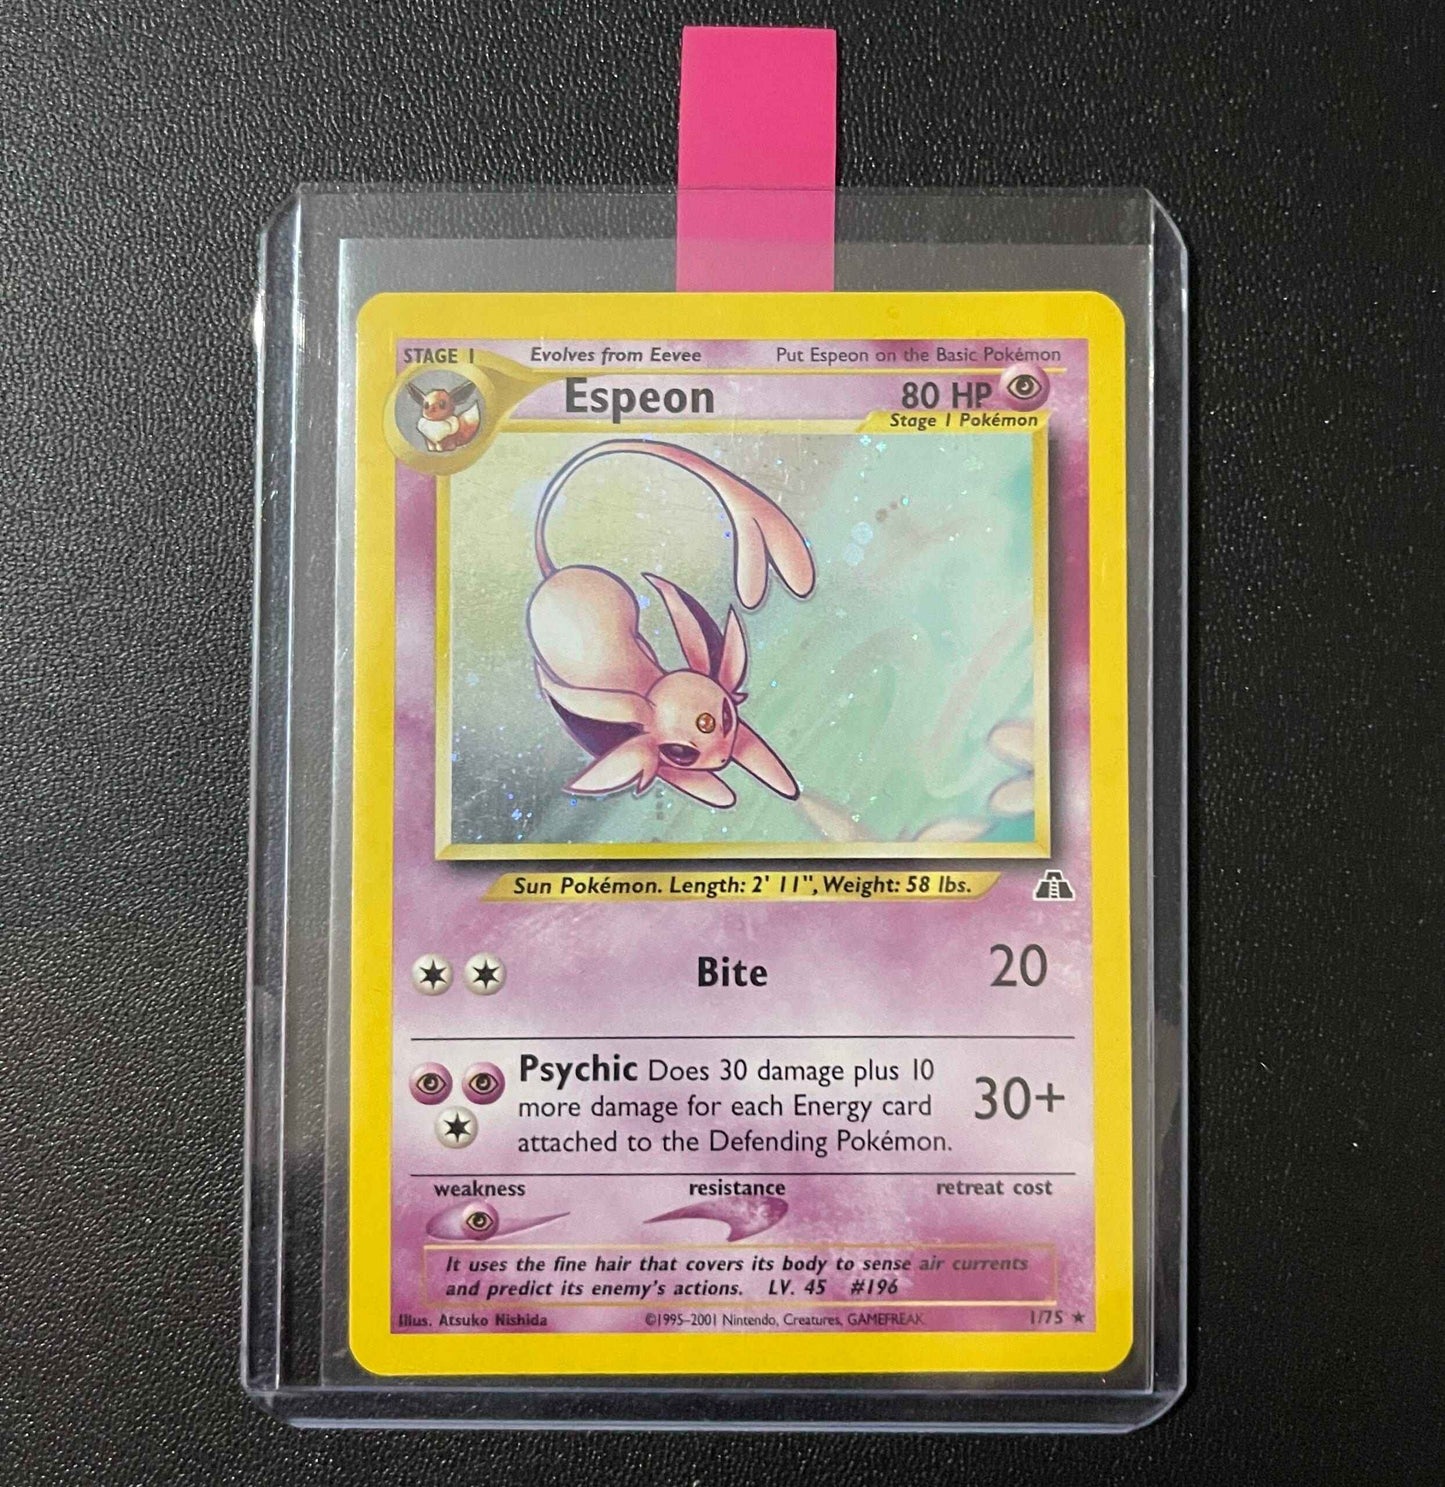 STAGE 1 Evolves from Eevee Put Espeon on the Basic Pokémon
Espeon 80 HP
Stage 1 Pokémon
Sun Pokémon. Length: 2' 11", Weight: 58 lbs.
Bite 20
Psychic Does 30 damage plus 10
more damage for each Energy card
attached to the Defending Pokémon.
30+
weakness resistance retreat cost
It uses the fine hair that covers its body to sense air currents
and predict its enemy's actions. LV. 45 #196
Illus. Atsuko Nishida ©1995–2001 Nintendo, Creatures, GAMEFREAK 1/75 ★